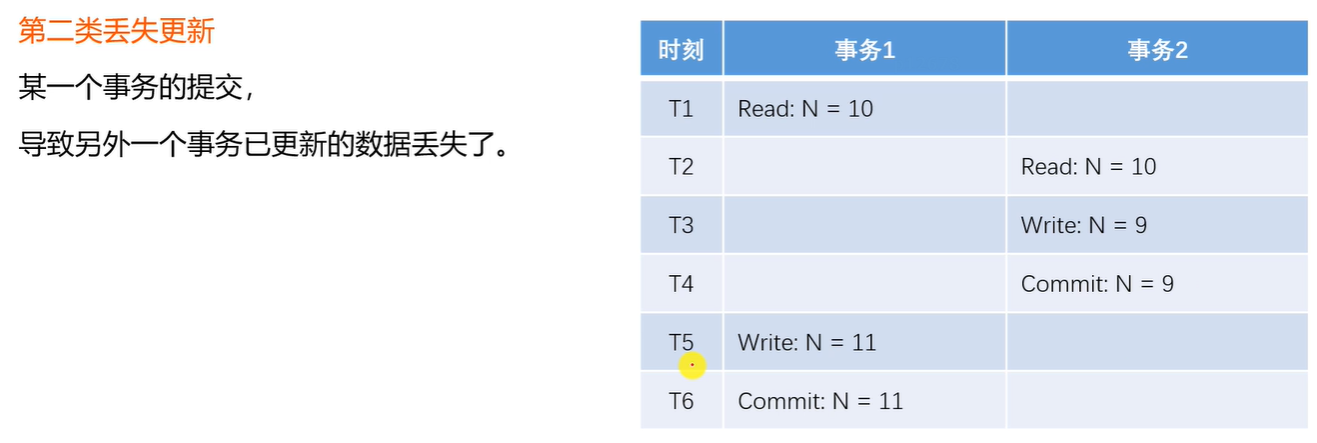 第二类丢失更新
某一个事务的提交，
导致另外一个事务已更新的数据丢失了。
时刻 事务1 事务2
T1 Read: N = 10
T2 Read: N = 10
T3 Write: N = 9
T4 Commit: N = 9
T5 Write: N = 11
T6 Commit: N = 11